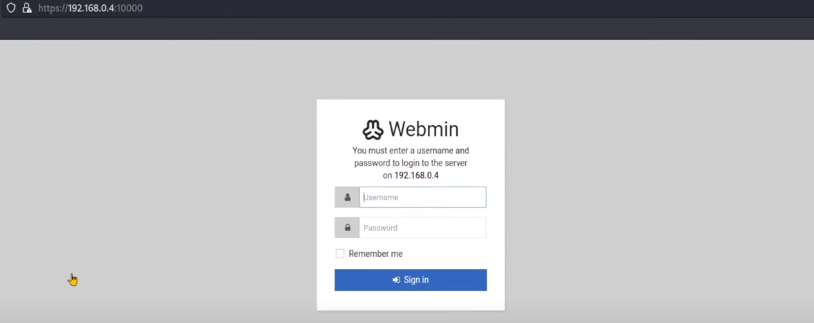 https://192.168.0.4:10000
Webmin
You must enter a username and
password to login to the server
on 192.168.0.4
Username
Password
Remember me
Sign in